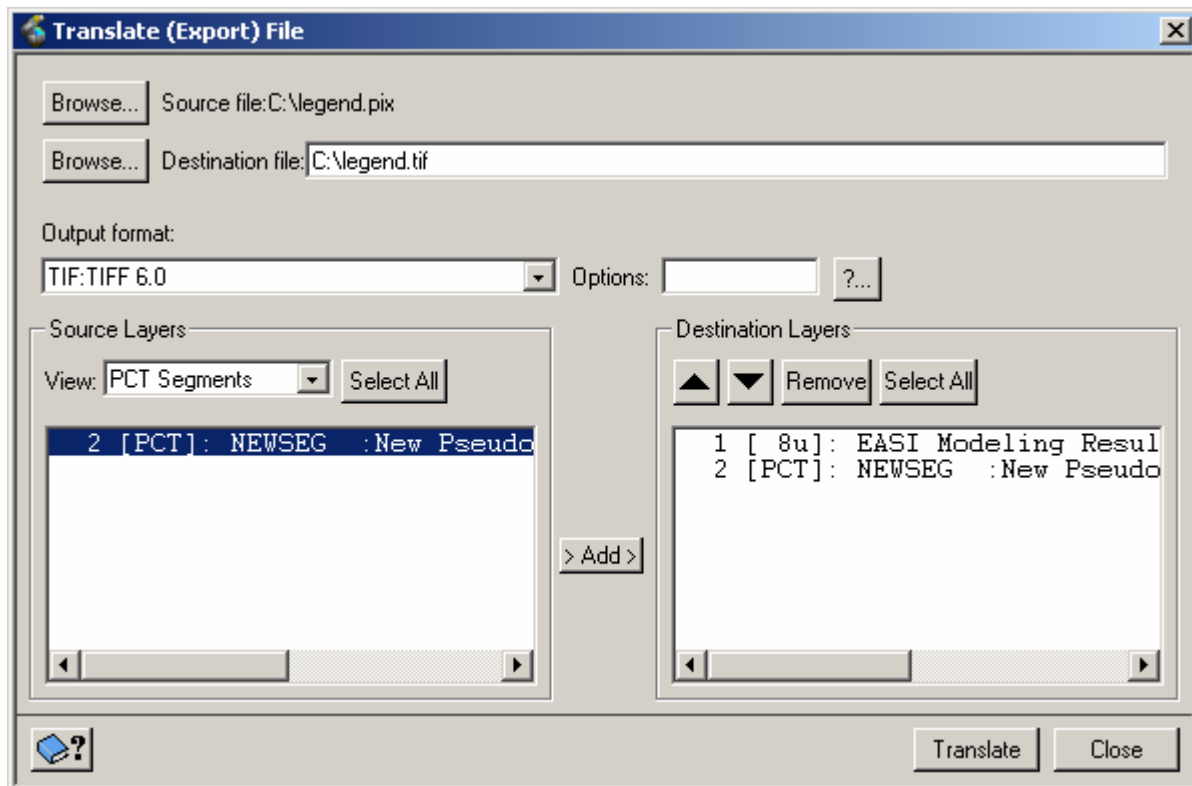 Translate (Export) File
Browse... Source file:C:\legend.pix
Browse... Destination file: C:\legend.tif
Output format:
TIF:TIFF 6.0 Options: ?...
Source Layers
View: PCT Segments Select All
2 [PCT]: NEWSEG :New Pseudo
> Add >
Destination Layers
Remove Select All
1 [ 8u]: EASI Modeling Resul
2 [PCT]: NEWSEG :New Pseudo
? Translate Close